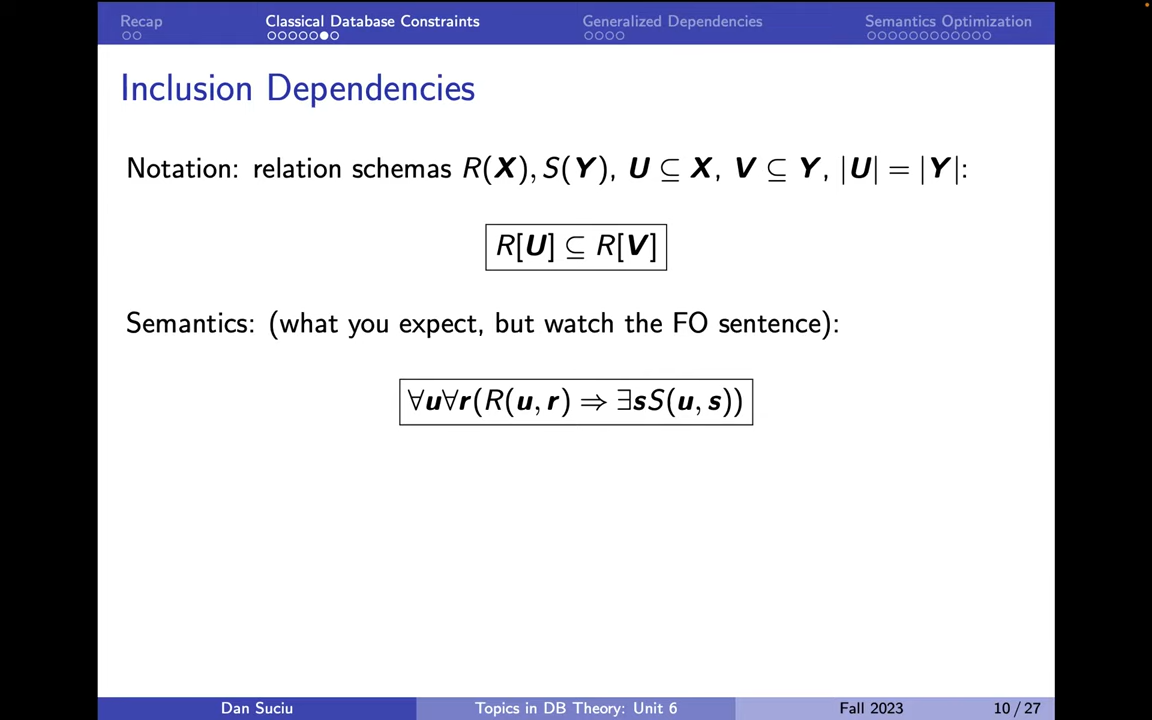 Recap Classical Database Constraints Generalized Dependencies Semantics Optimization
Inclusion Dependencies
Notation: relation schemas R(X), S(Y), U ⊆ X, V ⊆ Y, |U| = |Y|:
R[U] ⊆ R[V]
Semantics: (what you expect, but watch the FO sentence):
∀u∀r(R(u, r) ⇒ ∃sS(u, s))
Dan Suciu Topics in DB Theory: Unit 6 Fall 2023 10 / 27